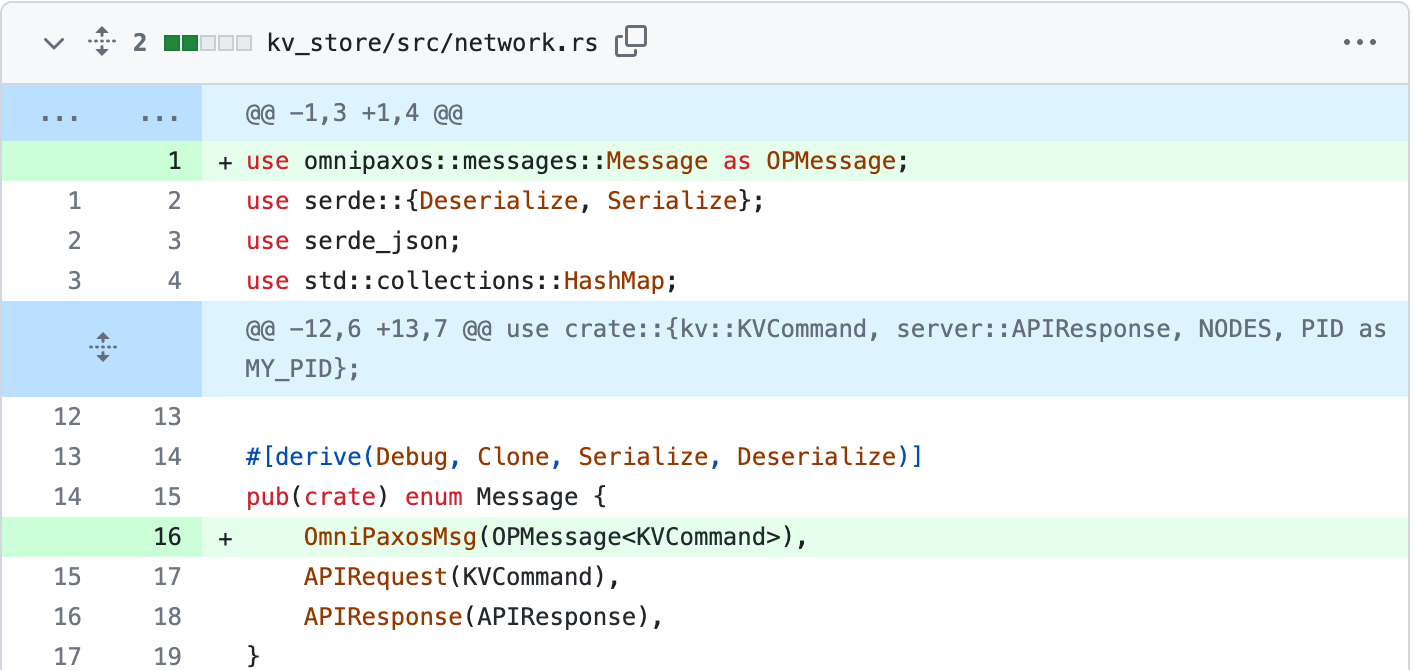 2 kv_store/src/network.rs
... ... @@ -1,3 +1,4 @@
1 + use omnipaxos::messages::Message as OPMessage;
1 2 use serde::{Deserialize, Serialize};
2 3 use serde_json;
3 4 use std::collections::HashMap;
@@ -12,6 +13,7 @@ use crate::{kv::KVCommand, server::APIResponse, NODES, PID as
MY_PID};
12 13
13 14 #[derive(Debug, Clone, Serialize, Deserialize)]
14 15 pub(crate) enum Message {
16 + OmniPaxosMsg(OPMessage<KVCommand>),
15 17 APIRequest(KVCommand),
16 18 APIResponse(APIResponse),
17 19 }